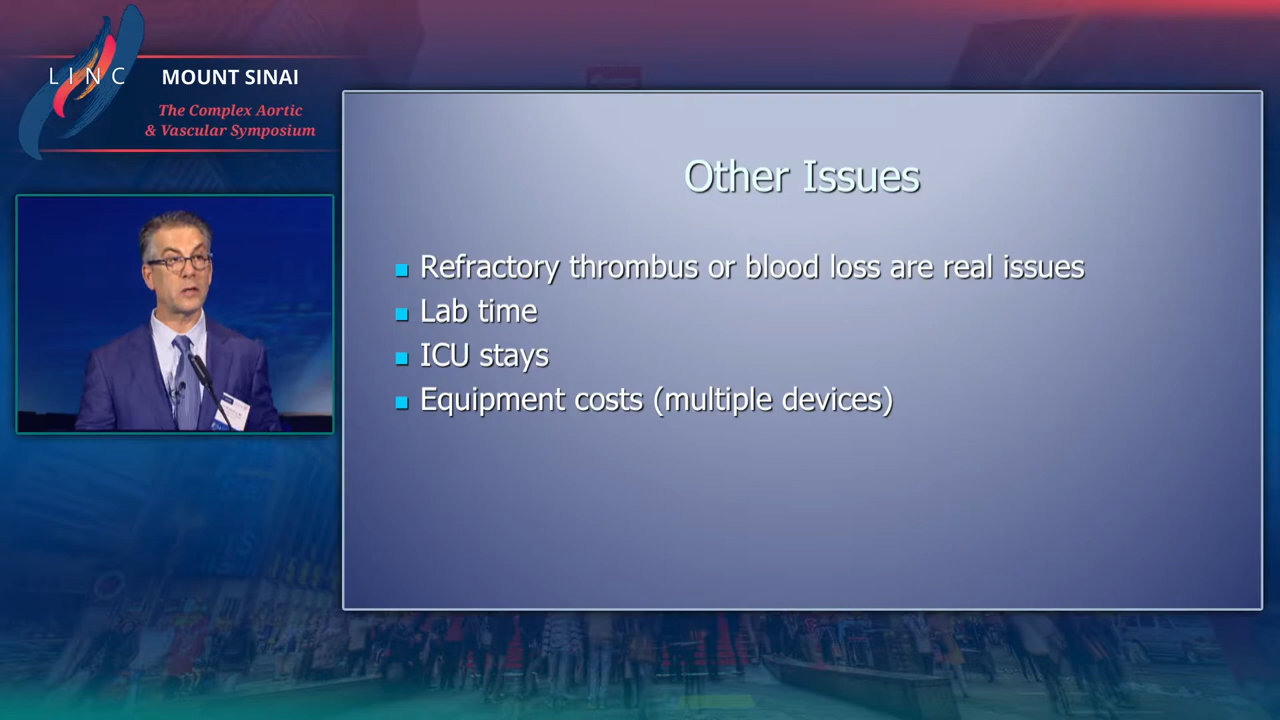 LINC
MOUNT SINAI
The Complex Aortic
& Vascular Symposium
Other Issues
Refractory thrombus or blood loss are real issues
Lab time
ICU stays
Equipment costs (multiple devices)